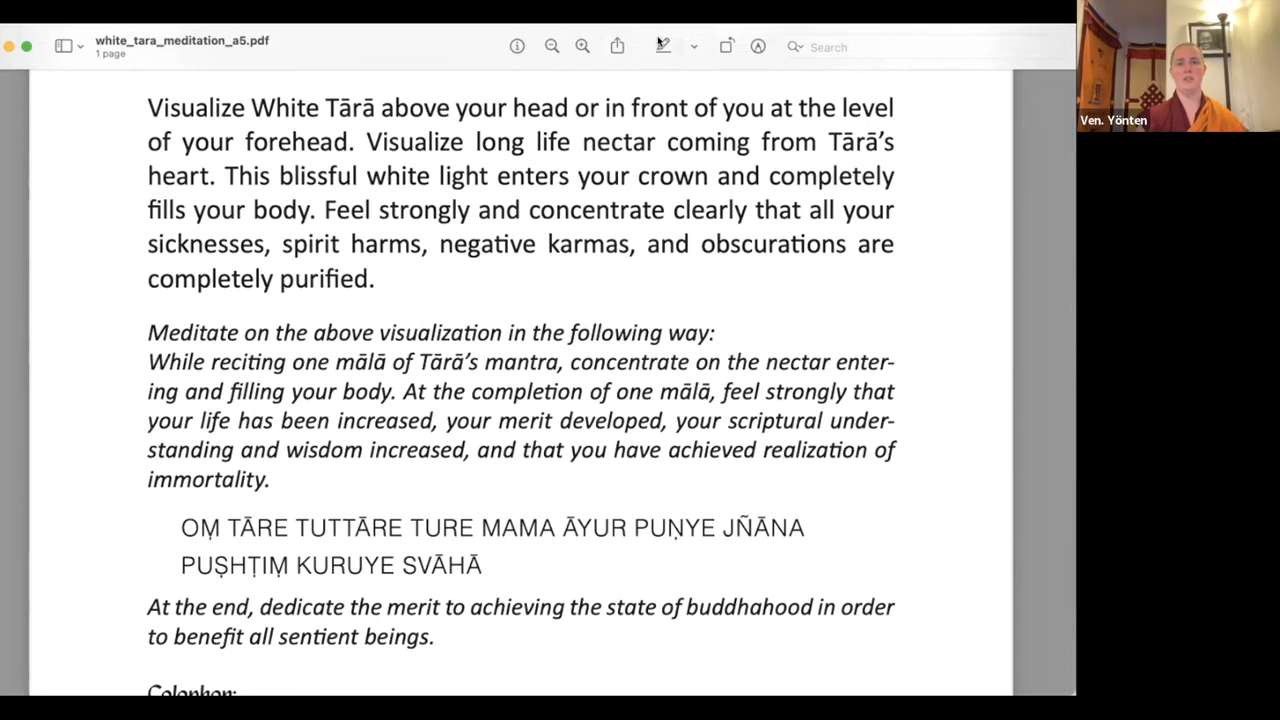 white_tara_meditation_a5.pdf
1 page
Search
Ven. Yönten
Visualize White Tārā above your head or in front of you at the level
of your forehead. Visualize long life nectar coming from Tārā’s
heart. This blissful white light enters your crown and completely
fills your body. Feel strongly and concentrate clearly that all your
sicknesses, spirit harms, negative karmas, and obscurations are
completely purified.
Meditate on the above visualization in the following way:
While reciting one mālā of Tārā’s mantra, concentrate on the nectar enter-
ing and filling your body. At the completion of one mālā, feel strongly that
your life has been increased, your merit developed, your scriptural under-
standing and wisdom increased, and that you have achieved realization of
immortality.
OṂ TĀRE TUTTĀRE TURE MAMA ĀYUR PUṆYE JÑĀNA
PUṢHṬIṂ KURUYE SVĀHĀ
At the end, dedicate the merit to achieving the state of buddhahood in order
to benefit all sentient beings.
Colophon: